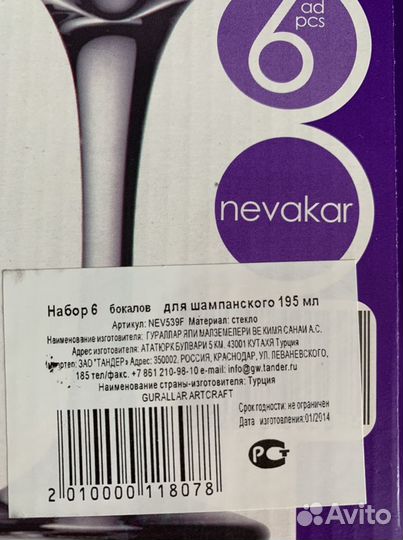 6
ad
pcs
nevakar
Набор 6 бокалов для шампанского 195 мл
Артикул: NEV539F Материал: стекло
Наименование изготовителя: ГУРАЛЛАР ЯПИ МАЛЗЕМЕЛЕРИ ВЕ КИМЯ САНАИ А.С.
Адрес изготовителя: АТАТЮРК БУЛВАРИ 5 КМ, 43001 КУТАХЯ Турция
Импортер: ЗАО "ТАНДЕР" Адрес: 350002, РОССИЯ, КРАСНОДАР, УЛ. ЛЕВАНЕВСКОГО,
185 тел/факс. +7 861 210-98-10 e-mail: info@gw.tander.ru
Наименование страны-изготовителя: Турция
GURALLAR ARTCRAFT
Срок годности: не ограничен
Дата изготовления:01/2014
РСТ
2 010000 118078
Avito